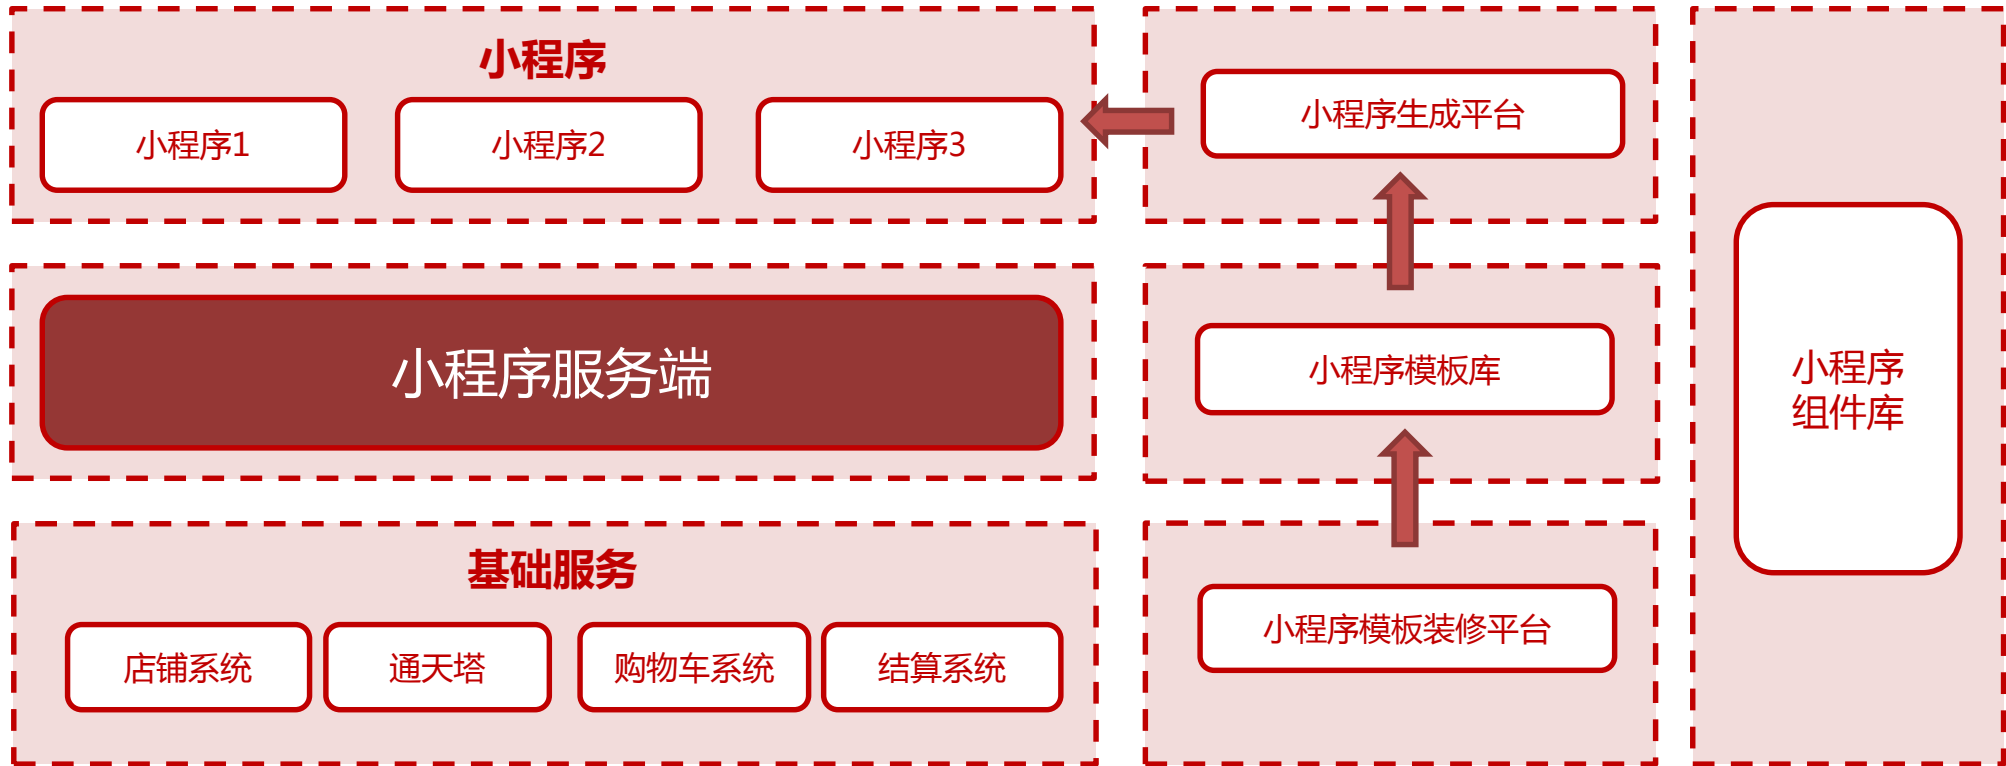 小程序
小程序1
小程序2
小程序3
小程序生成平台
小程序服务端
小程序模板库
小程序
组件库
基础服务
店铺系统
通天塔
购物车系统
结算系统
小程序模板装修平台